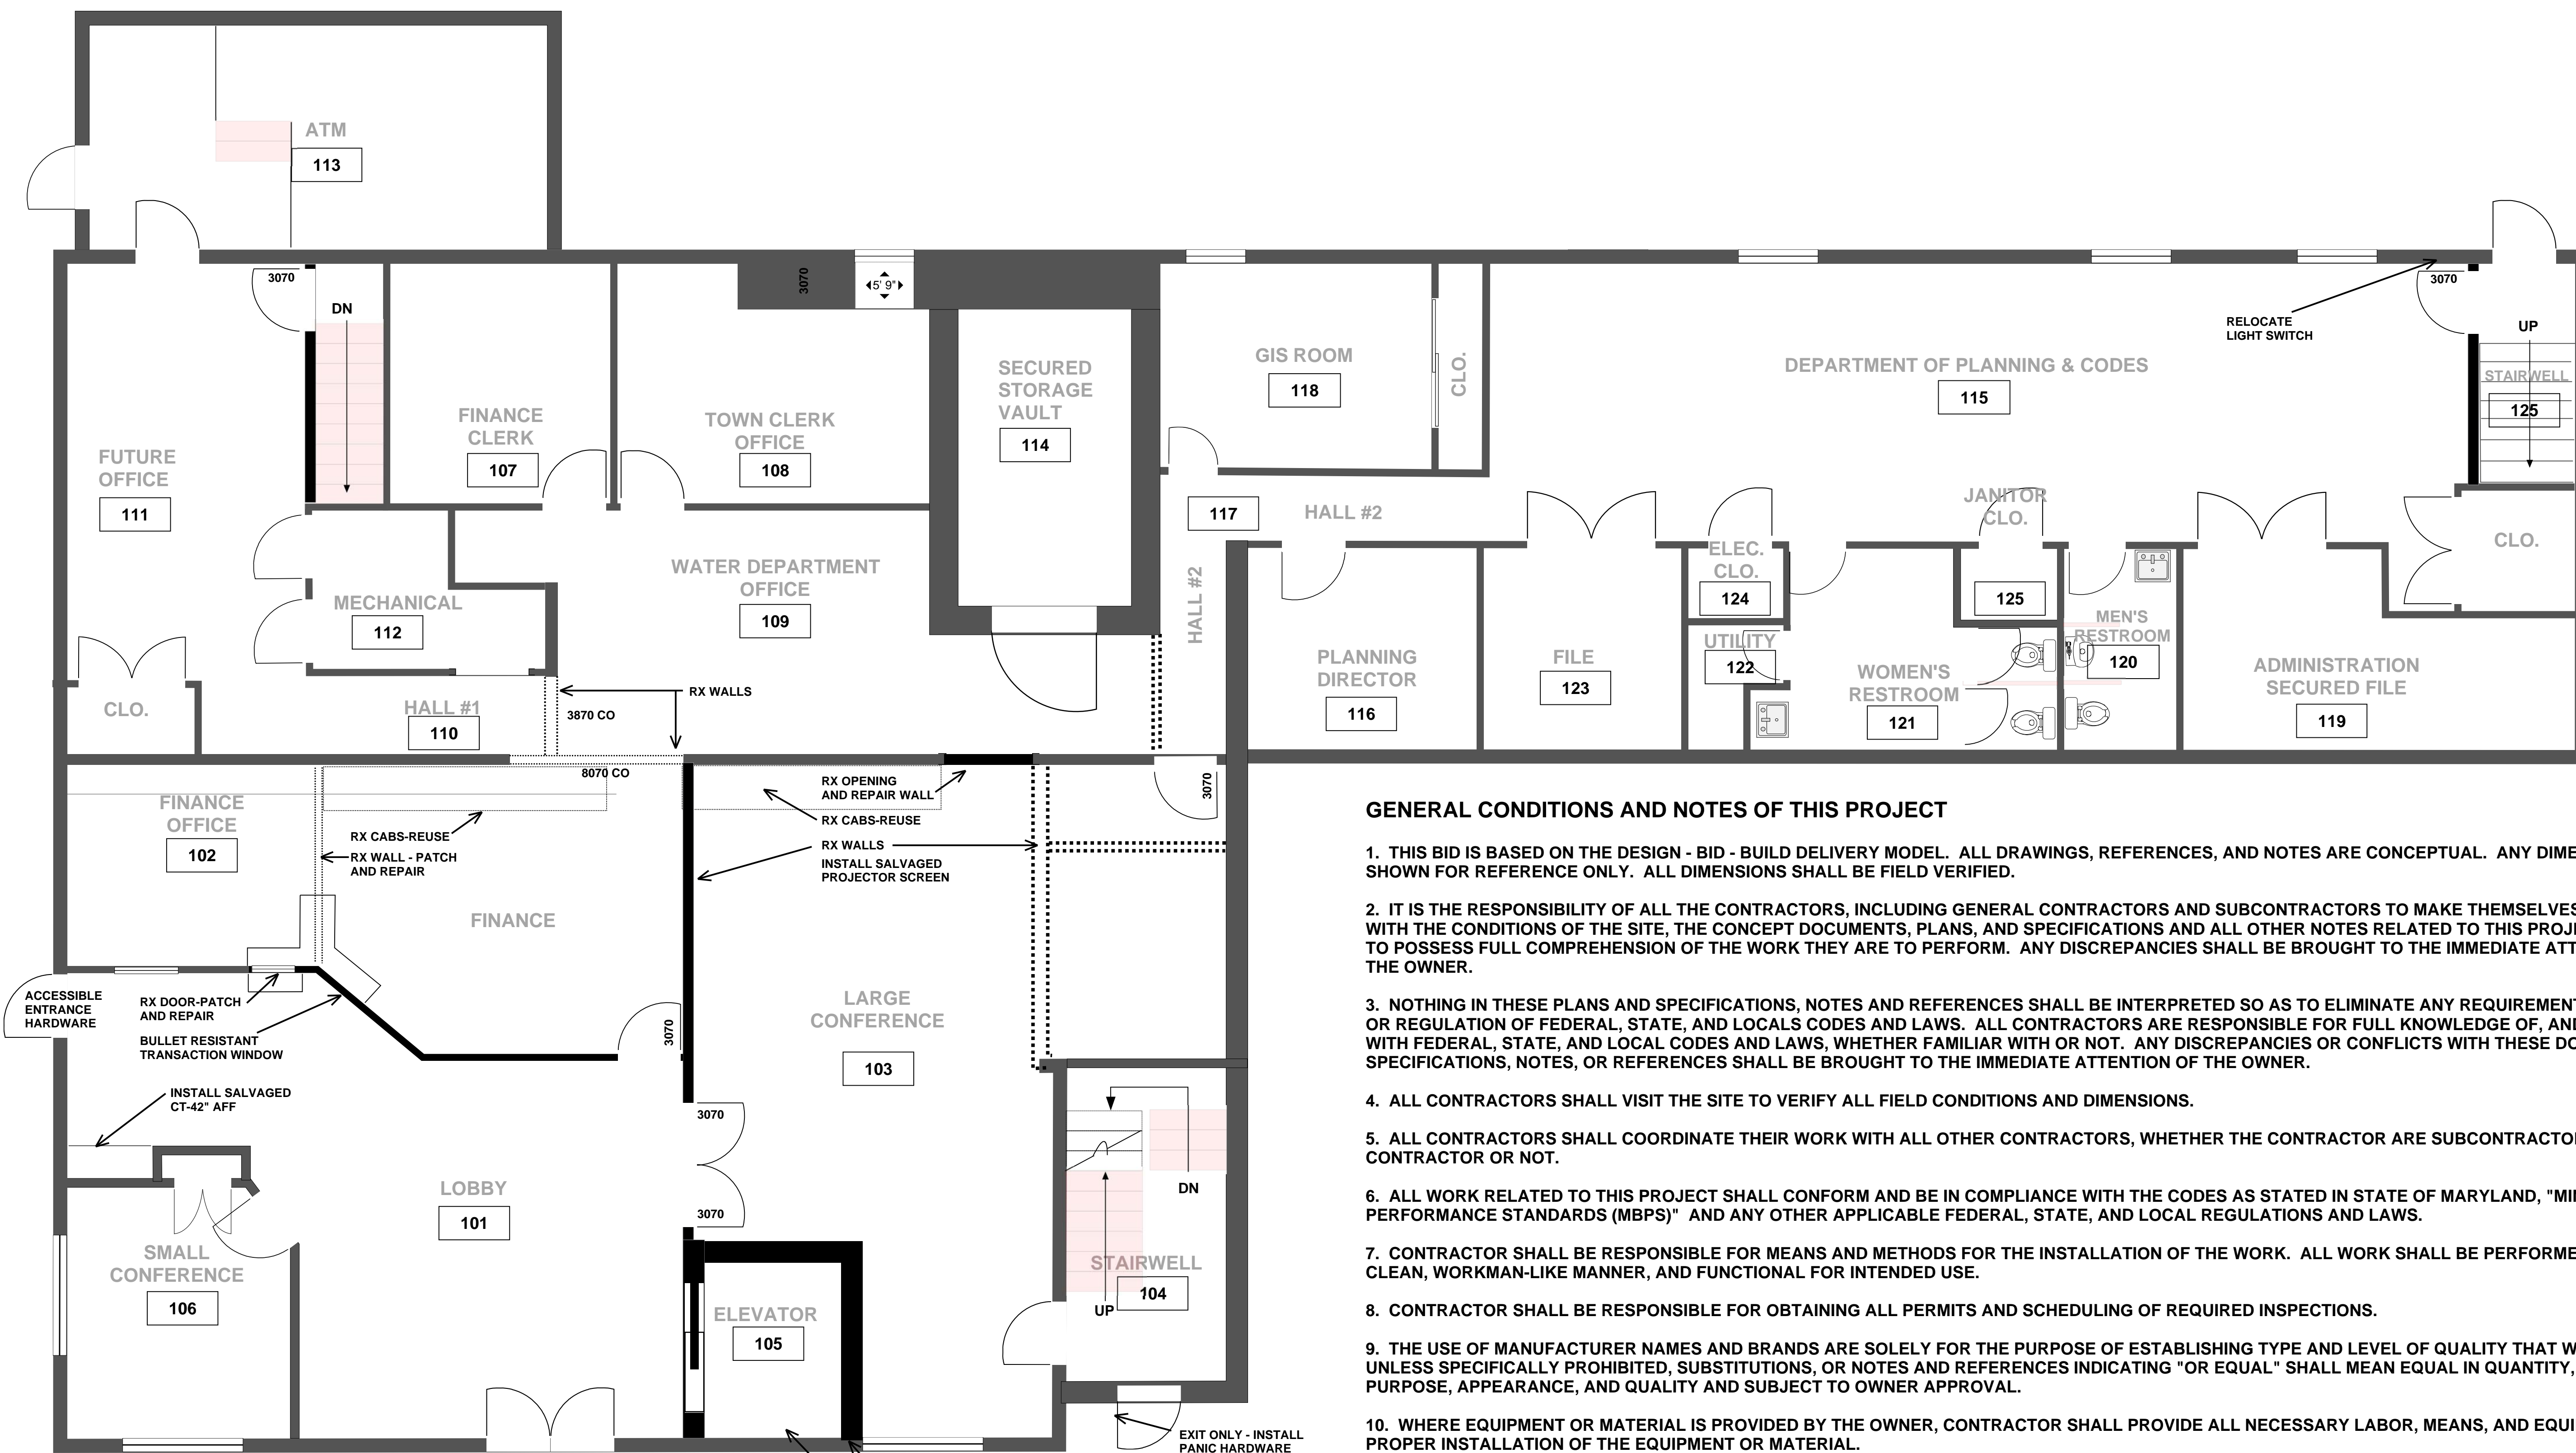 ATM
113
3070
DN
3070
5' 9"
SECURED
STORAGE
VAULT
114
GIS ROOM
118
CLO.
DEPARTMENT OF PLANNING & CODES
115
RELOCATE
LIGHT SWITCH
3070
UP
STAIRWELL
125
FINANCE
CLERK
107
TOWN CLERK
OFFICE
108
FUTURE
OFFICE
111
117
HALL #2
JANITOR
CLO.
125
ELEC.
CLO.
124
CLO.
WATER DEPARTMENT
OFFICE
109
HALL #2
MECHANICAL
112
PLANNING
DIRECTOR
116
FILE
123
UTILITY
122
WOMEN'S
RESTROOM
121
MEN'S
RESTROOM
120
ADMINISTRATION
SECURED FILE
119
CLO.
HALL #1
110
RX WALLS
3870 CO
8070 CO
FINANCE
OFFICE
102
RX CABS-REUSE
RX WALL - PATCH
AND REPAIR
FINANCE
RX OPENING
AND REPAIR WALL
RX CABS-REUSE
RX WALLS
INSTALL SALVAGED
PROJECTOR SCREEN
3070
ACCESSIBLE
ENTRANCE
HARDWARE
RX DOOR-PATCH
AND REPAIR
BULLET RESISTANT
TRANSACTION WINDOW
3070
LARGE
CONFERENCE
103
INSTALL SALVAGED
CT-42" AFF
3070
3070
LOBBY
101
SMALL
CONFERENCE
106
ELEVATOR
105
DN
STAIRWELL
104
UP
EXIT ONLY - INSTALL
PANIC HARDWARE
GENERAL CONDITIONS AND NOTES OF THIS PROJECT
1. THIS BID IS BASED ON THE DESIGN - BID - BUILD DELIVERY MODEL. ALL DRAWINGS, REFERENCES, AND NOTES ARE CONCEPTUAL. ANY DIME
SHOWN FOR REFERENCE ONLY. ALL DIMENSIONS SHALL BE FIELD VERIFIED.
2. IT IS THE RESPONSIBILITY OF ALL THE CONTRACTORS, INCLUDING GENERAL CONTRACTORS AND SUBCONTRACTORS TO MAKE THEMSELVES
WITH THE CONDITIONS OF THE SITE, THE CONCEPT DOCUMENTS, PLANS, AND SPECIFICATIONS AND ALL OTHER NOTES RELATED TO THIS PROJ
TO POSSESS FULL COMPREHENSION OF THE WORK THEY ARE TO PERFORM. ANY DISCREPANCIES SHALL BE BROUGHT TO THE IMMEDIATE ATT
THE OWNER.
3. NOTHING IN THESE PLANS AND SPECIFICATIONS, NOTES AND REFERENCES SHALL BE INTERPRETED SO AS TO ELIMINATE ANY REQUIREMENT
OR REGULATION OF FEDERAL, STATE, AND LOCALS CODES AND LAWS. ALL CONTRACTORS ARE RESPONSIBLE FOR FULL KNOWLEDGE OF, AND
WITH FEDERAL, STATE, AND LOCAL CODES AND LAWS, WHETHER FAMILIAR WITH OR NOT. ANY DISCREPANCIES OR CONFLICTS WITH THESE DO
SPECIFICATIONS, NOTES, OR REFERENCES SHALL BE BROUGHT TO THE IMMEDIATE ATTENTION OF THE OWNER.
4. ALL CONTRACTORS SHALL VISIT THE SITE TO VERIFY ALL FIELD CONDITIONS AND DIMENSIONS.
5. ALL CONTRACTORS SHALL COORDINATE THEIR WORK WITH ALL OTHER CONTRACTORS, WHETHER THE CONTRACTOR ARE SUBCONTRACTO
CONTRACTOR OR NOT.
6. ALL WORK RELATED TO THIS PROJECT SHALL CONFORM AND BE IN COMPLIANCE WITH THE CODES AS STATED IN STATE OF MARYLAND, "MI
PERFORMANCE STANDARDS (MBPS)" AND ANY OTHER APPLICABLE FEDERAL, STATE, AND LOCAL REGULATIONS AND LAWS.
7. CONTRACTOR SHALL BE RESPONSIBLE FOR MEANS AND METHODS FOR THE INSTALLATION OF THE WORK. ALL WORK SHALL BE PERFORME
CLEAN, WORKMAN-LIKE MANNER, AND FUNCTIONAL FOR INTENDED USE.
8. CONTRACTOR SHALL BE RESPONSIBLE FOR OBTAINING ALL PERMITS AND SCHEDULING OF REQUIRED INSPECTIONS.
9. THE USE OF MANUFACTURER NAMES AND BRANDS ARE SOLELY FOR THE PURPOSE OF ESTABLISHING TYPE AND LEVEL OF QUALITY THAT W
UNLESS SPECIFICALLY PROHIBITED, SUBSTITUTIONS, OR NOTES AND REFERENCES INDICATING "OR EQUAL" SHALL MEAN EQUAL IN QUANTITY,
PURPOSE, APPEARANCE, AND QUALITY AND SUBJECT TO OWNER APPROVAL.
10. WHERE EQUIPMENT OR MATERIAL IS PROVIDED BY THE OWNER, CONTRACTOR SHALL PROVIDE ALL NECESSARY LABOR, MEANS, AND EQUI
PROPER INSTALLATION OF THE EQUIPMENT OR MATERIAL.